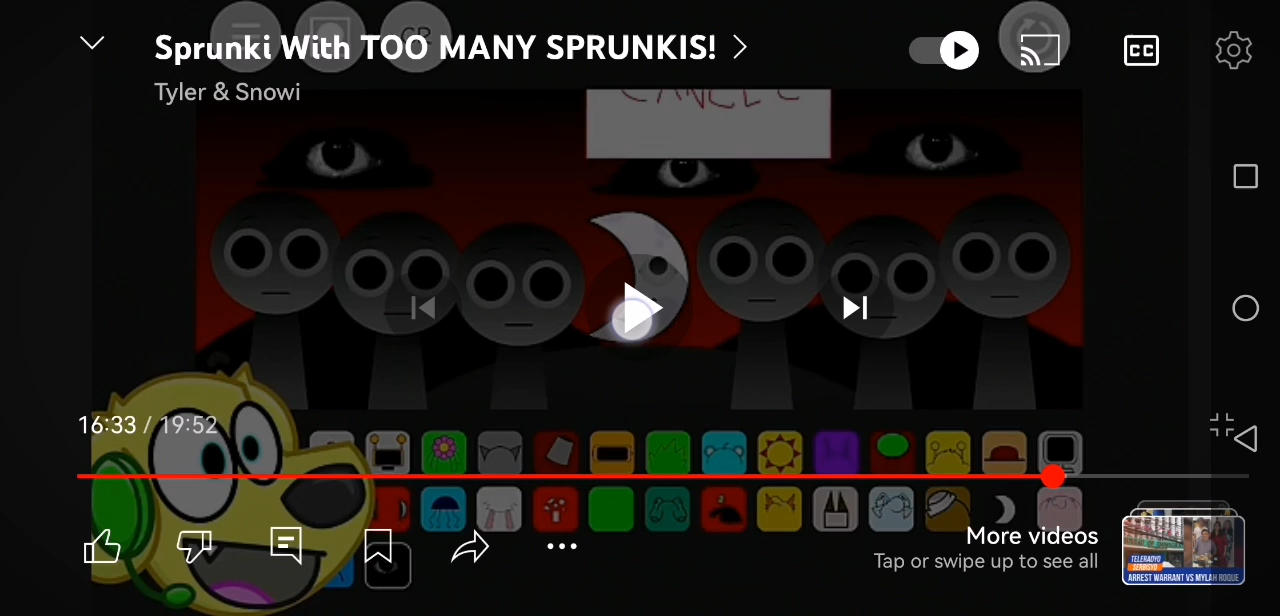 Sprunki With TOO MANY SPRUNKIS!
CC
Tyler & Snowi
16:33 / 19:52
More videos
Tap or swipe up to see all
TELERADYO
SERBISYO
ARREST WARRANT VS MYLAH ROQUE